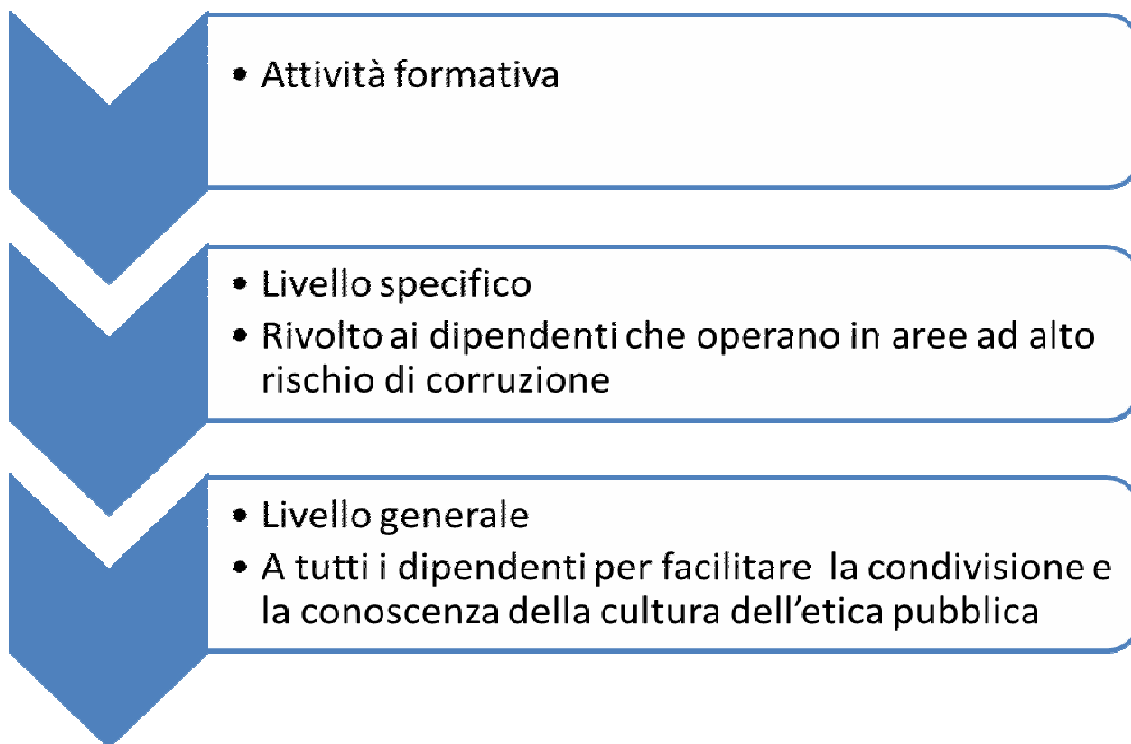 • Attività formativa
• Livello specifico
• Rivolto ai dipendenti che operano in aree ad alto
rischio di corruzione
• Livello generale
• A tutti i dipendenti per facilitare la condivisione e
la conoscenza della cultura dell'etica pubblica